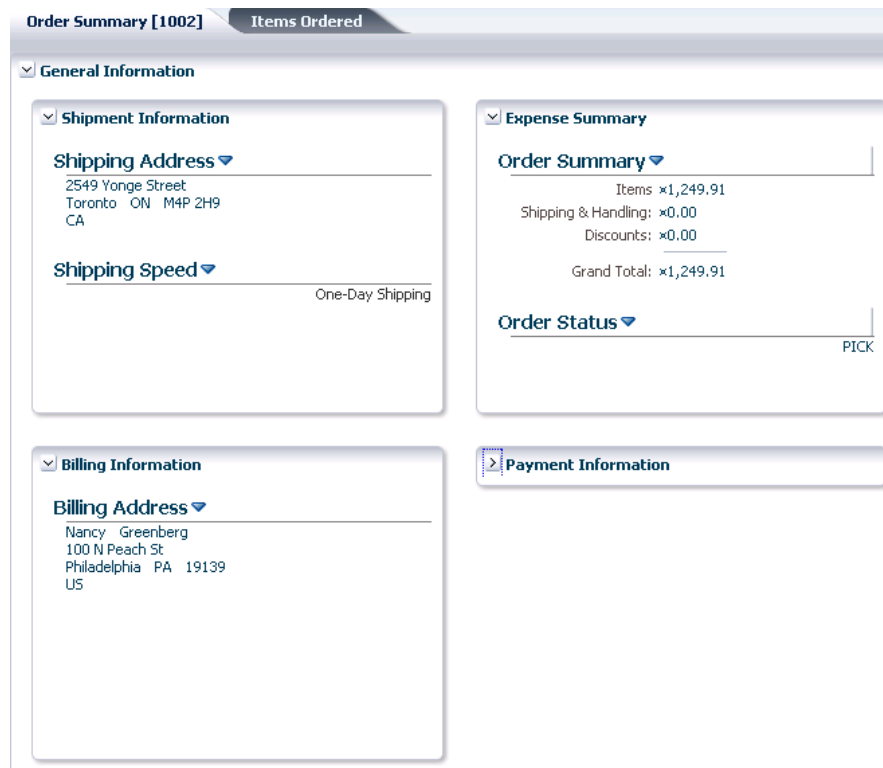 Order Summary [1002]
Items Ordered
General Information
Shipment Information
Shipping Address
2549 Yonge Street
Toronto ON M4P 2H9
CA
Shipping Speed
One-Day Shipping
Expense Summary
Order Summary
Items ¤1,249.91
Shipping & Handling: ¤0.00
Discounts: ¤0.00
Grand Total: ¤1,249.91
Order Status
PICK
Billing Information
Billing Address
Nancy Greenberg
100 N Peach St
Philadelphia PA 19139
US
Payment Information